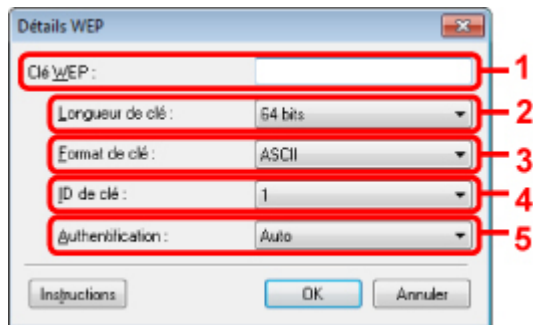 Détails WEP
Clé WEP : 1
Longueur de clé : 64 bits 2
Format de clé : ASCII 3
ID de clé : 1 4
Authentification : Auto 5
Instructions OK Annuler